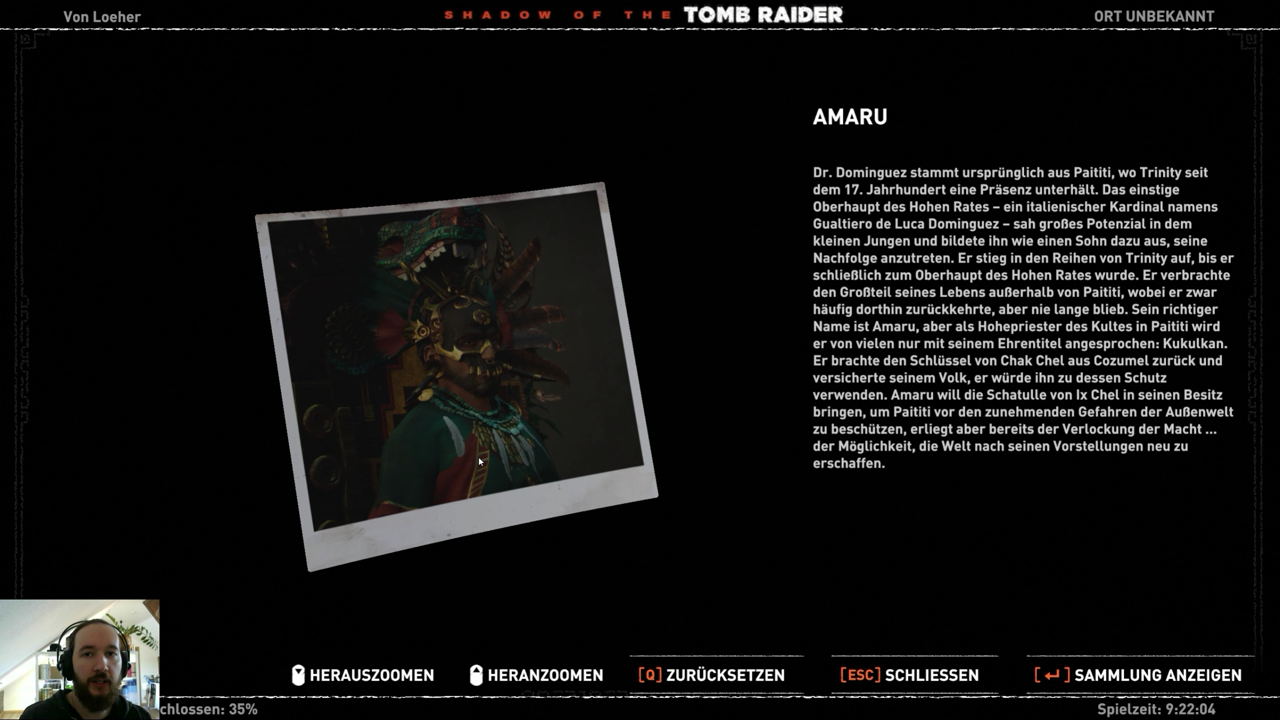 Von Loeher
SHADOW OF THE TOMB RAIDER
ORT UNBEKANNT
AMARU
Dr. Dominguez stammt ursprünglich aus Paititi, wo Trinity seit
dem 17. Jahrhundert eine Präsenz unterhält. Das einstige
Oberhaupt des Hohen Rates – ein italienischer Kardinal namens
Gualtiero de Luca Dominguez – sah großes Potenzial in dem
kleinen Jungen und bildete ihn wie einen Sohn dazu aus, seine
Nachfolge anzutreten. Er stieg in den Reihen von Trinity auf, bis er
schließlich zum Oberhaupt des Hohen Rates wurde. Er verbrachte
den Großteil seines Lebens außerhalb von Paititi, wobei er zwar
häufig dorthin zurückkehrte, aber nie lange blieb. Sein richtiger
Name ist Amaru, aber als Hohepriester des Kultes in Paititi wird
er von vielen nur mit seinem Ehrentitel angesprochen: Kukulkan.
Er brachte den Schlüssel von Chak Chel aus Cozumel zurück und
versicherte seinem Volk, er würde ihn zu dessen Schutz
verwenden. Amaru will die Schatulle von Ix Chel in seinen Besitz
bringen, um Paititi vor den zunehmenden Gefahren der Außenwelt
zu beschützen, erliegt aber bereits der Verlockung der Macht ...
der Möglichkeit, die Welt nach seinen Vorstellungen neu zu
erschaffen.
HERAUSZOOMEN
HERANZOOMEN
[Q] ZURÜCKSETZEN
[ESC] SCHLIESSEN
[↵] SAMMLUNG ANZEIGEN
chlossen: 35%
Spielzeit: 9:22:04